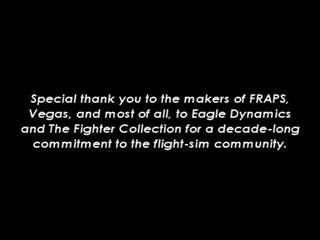 Special thank you to the makers of FRAPS,
Vegas, and most of all, to Eagle Dynamics
and The Fighter Collection for a decade-long
commitment to the flight-sim community.